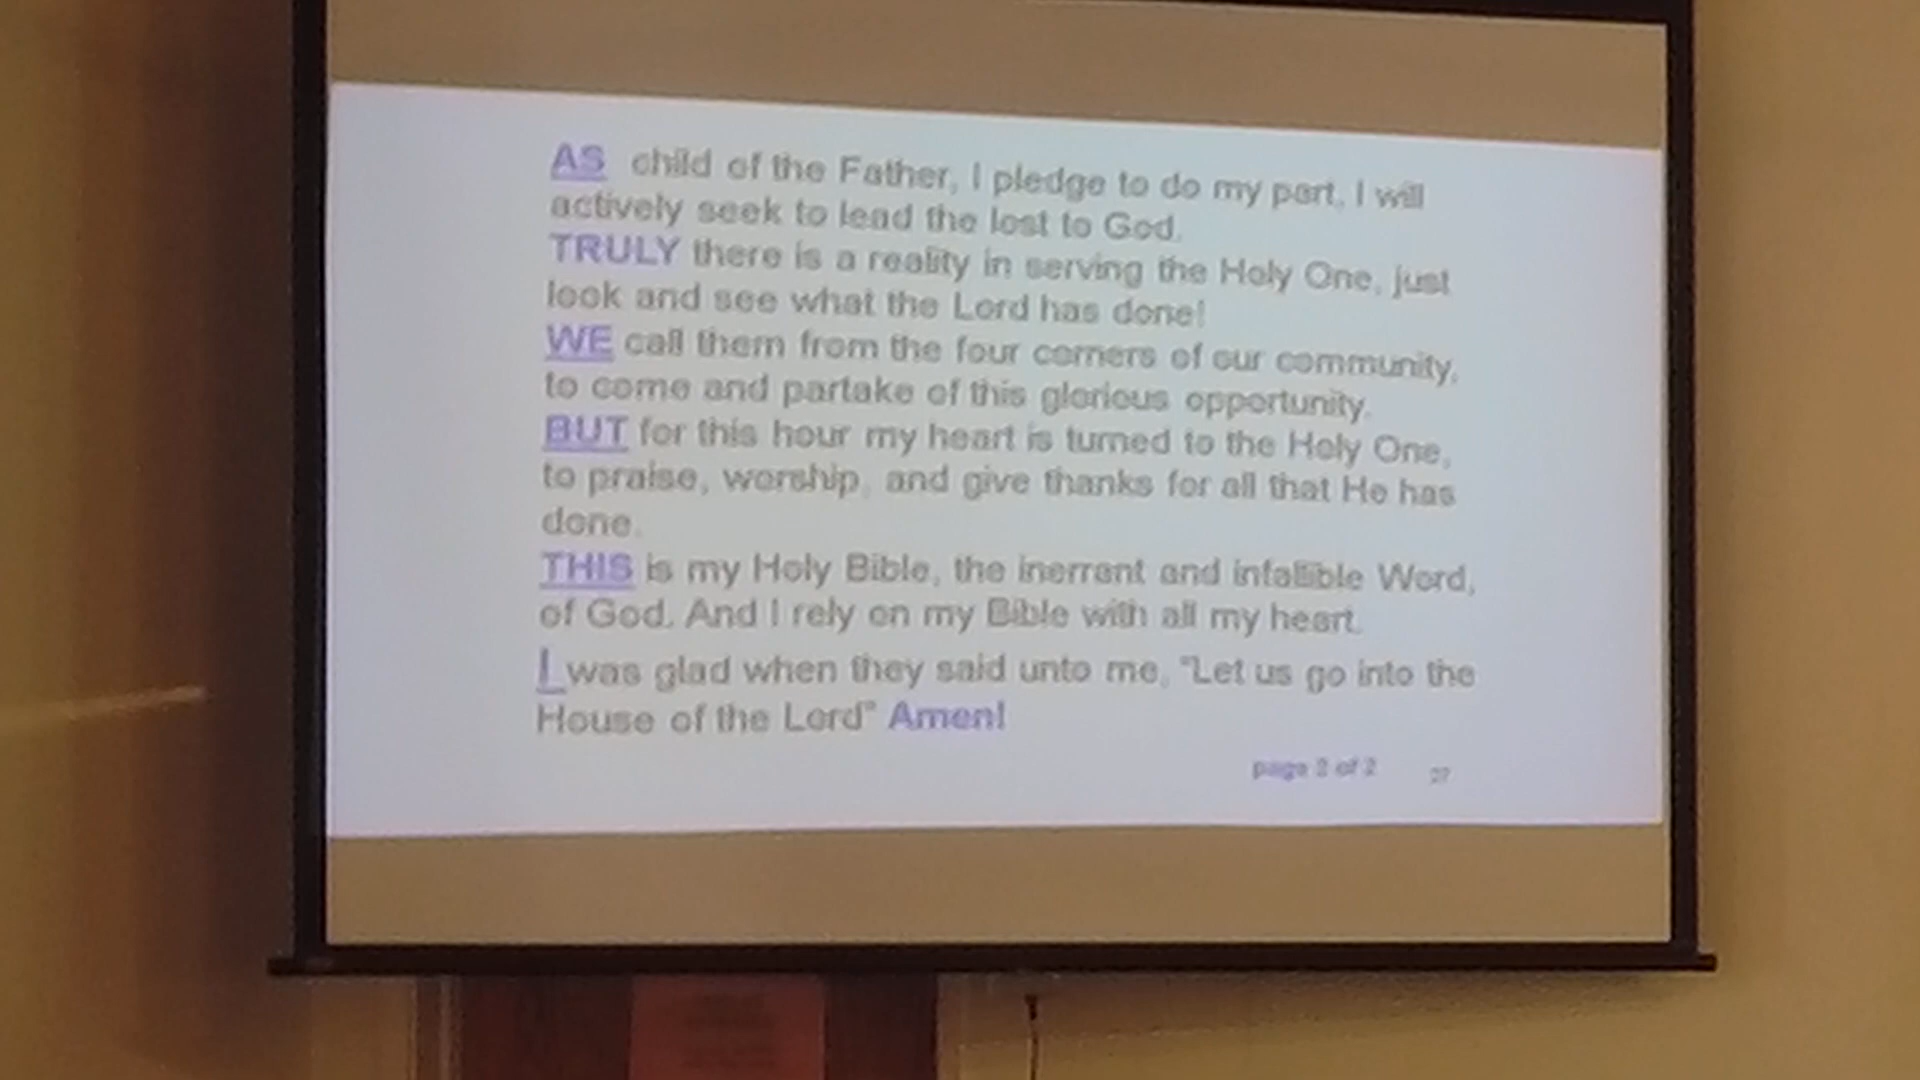 AS child of the Father, I pledge to do my part, I will
actively seek to lead the lost to God.
TRULY there is a reality in serving the Holy One, just
look and see what the Lord has done!
WE call them from the four corners of our community,
to come and partake of this glorious opportunity.
BUT for this hour my heart is turned to the Holy One,
to praise, worship, and give thanks for all that He has
done.
THIS is my Holy Bible, the inerrant and infallible Word,
of God. And I rely on my Bible with all my heart.
I was glad when they said unto me, "Let us go into the
House of the Lord" Amen!
page 2 of 2 27